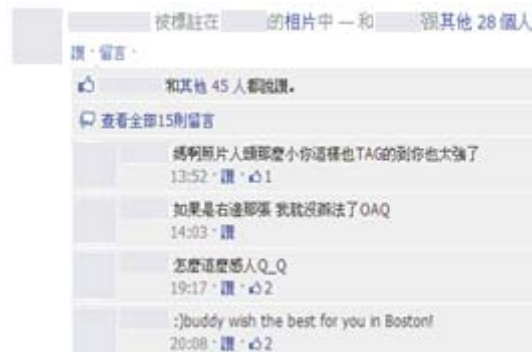 被標註在 的相片中 — 和 跟其他 28 個人
讚 · 留言 ·
和其他 45 人都說讚。
查看全部15則留言
媽啊照片人頭那麼小你這樣也TAG的到你也太強了
13:52 · 讚 · 1
如果是右邊那張 我就沒辦法了OAQ
14:03 · 讚
怎麼這麼感人Q_Q
19:17 · 讚 · 2
:)buddy wish the best for you in Boston!
20:08 · 讚 · 2